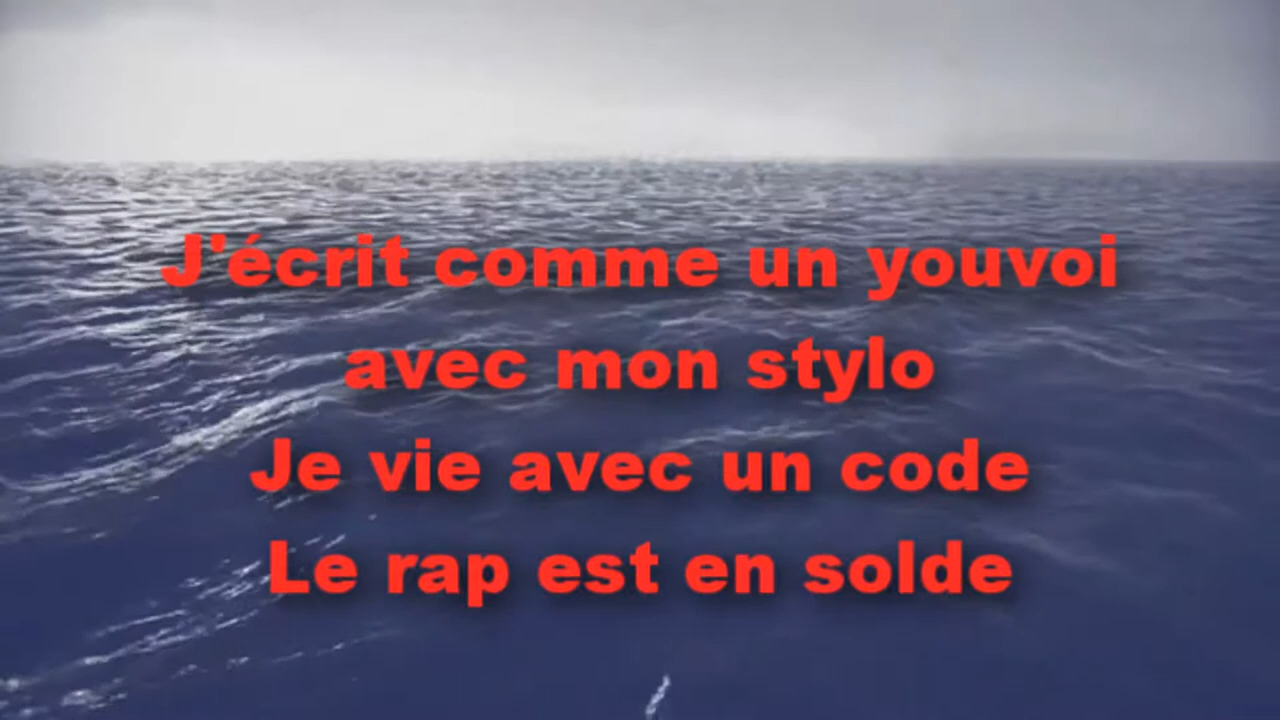 J'écrit comme un youvoi
avec mon stylo
Je vie avec un code
Le rap est en solde